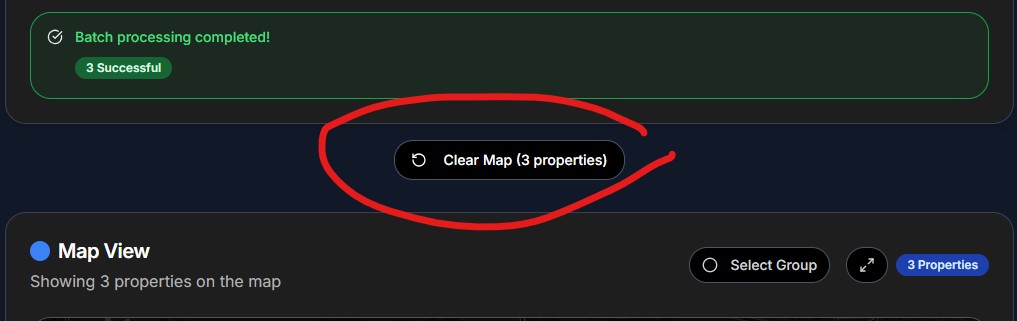 Batch processing completed!
3 Successful
Clear Map (3 properties)
Map View
Showing 3 properties on the map
Select Group
3 Properties